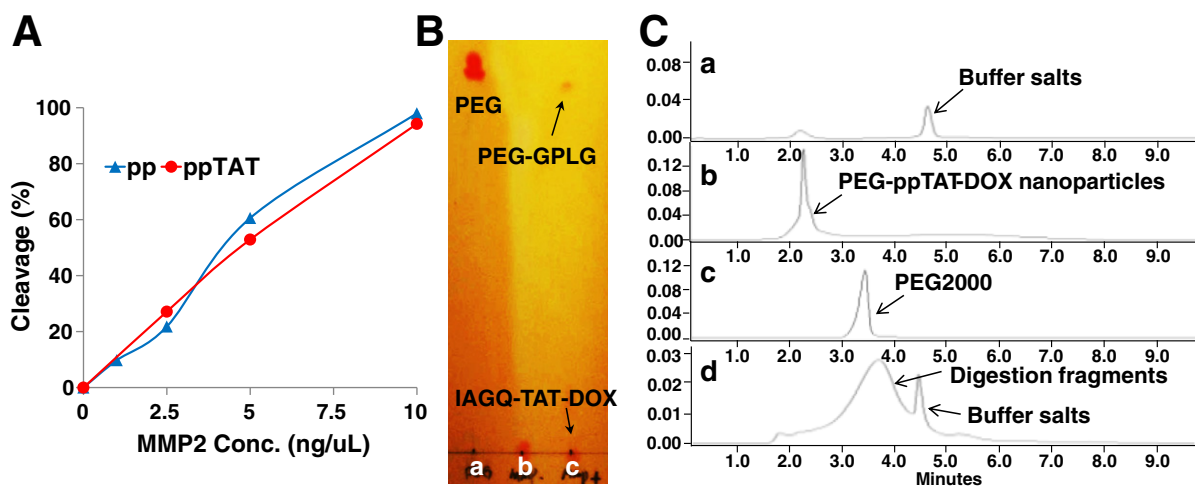 A
100
80
60
40
20
0
Cleavage (%)
pp ppTAT
0 2.5 5 7.5 10
MMP2 Conc. (ng/uL)
B
PEG
PEG-GPLG
IAGQ-TAT-DOX
a b c
C
a
Buffer salts
0.08
0.04
0.00
1.0 2.0 3.0 4.0 5.0 6.0 7.0 8.0 9.0
b
PEG-ppTAT-DOX nanoparticles
0.12
0.08
0.04
0.00
1.0 2.0 3.0 4.0 5.0 6.0 7.0 8.0 9.0
c
PEG2000
0.12
0.08
0.04
0.00
1.0 2.0 3.0 4.0 5.0 6.0 7.0 8.0 9.0
d
Digestion fragments
Buffer salts
0.03
0.02
0.01
0.00
1.0 2.0 3.0 4.0 5.0 6.0 7.0 8.0 9.0
Minutes